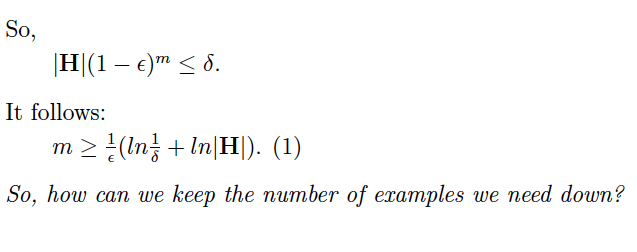 So,
|H|(1 − ϵ)^m ≤ δ.
It follows:
m ≥ 1/ϵ(ln 1/δ + ln|H|). (1)
So, how can we keep the number of examples we need down?